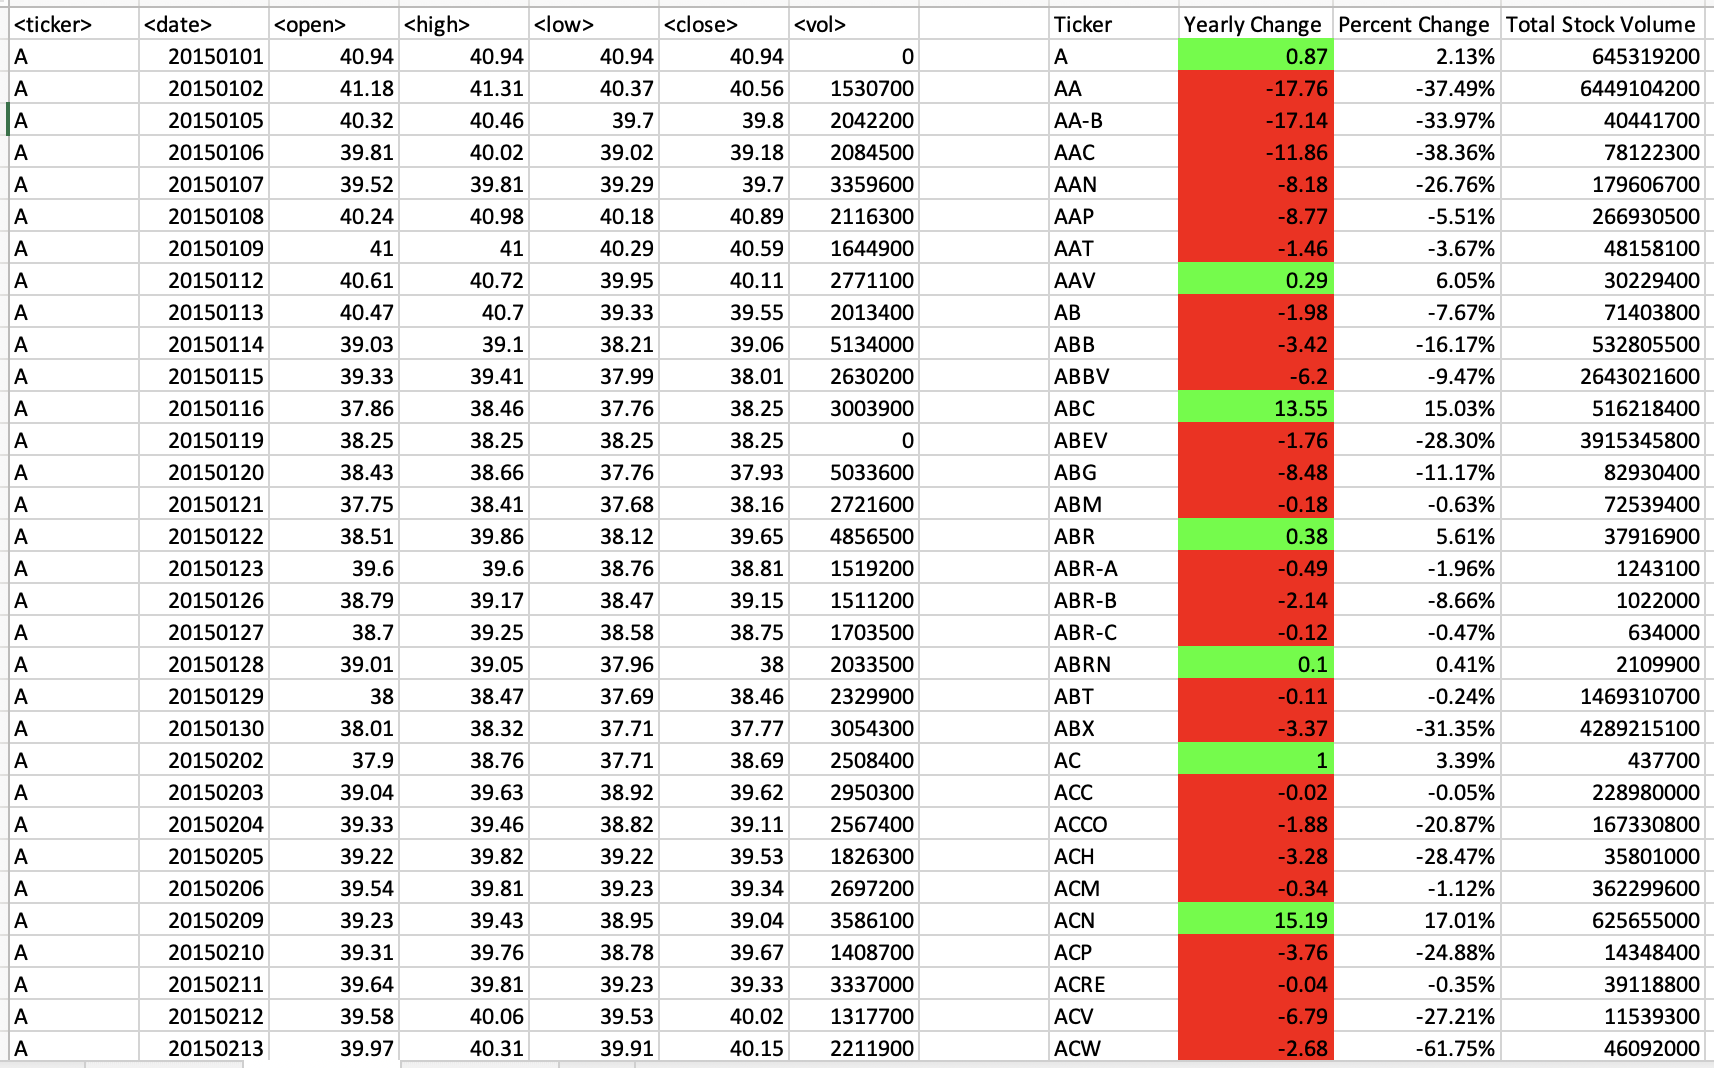 <ticker> <date> <open> <high> <low> <close> <vol> Ticker Yearly Change Percent Change Total Stock Volume
A 20150101 40.94 40.94 40.94 40.94 0 A 0.87 2.13% 645319200
A 20150102 41.18 41.31 40.37 40.56 1530700 AA -17.76 -37.49% 6449104200
A 20150105 40.32 40.46 39.7 39.8 2042200 AA-B -17.14 -33.97% 40441700
A 20150106 39.81 40.02 39.02 39.18 2084500 AAC -11.86 -38.36% 78122300
A 20150107 39.52 39.81 39.29 39.7 3359600 AAN -8.18 -26.76% 179606700
A 20150108 40.24 40.98 40.18 40.89 2116300 AAP -8.77 -5.51% 266930500
A 20150109 41 41 40.29 40.59 1644900 AAT -1.46 -3.67% 48158100
A 20150112 40.61 40.72 39.95 40.11 2771100 AAV 0.29 6.05% 30229400
A 20150113 40.47 40.7 39.33 39.55 2013400 AB -1.98 -7.67% 71403800
A 20150114 39.03 39.1 38.21 39.06 5134000 ABB -3.42 -16.17% 532805500
A 20150115 39.33 39.41 37.99 38.01 2630200 ABBV -6.2 -9.47% 2643021600
A 20150116 37.86 38.46 37.76 38.25 3003900 ABC 13.55 15.03% 516218400
A 20150119 38.25 38.25 38.25 38.25 0 ABEV -1.76 -28.30% 3915345800
A 20150120 38.43 38.66 37.76 37.93 5033600 ABG -8.48 -11.17% 82930400
A 20150121 37.75 38.41 37.68 38.16 2721600 ABM -0.18 -0.63% 72539400
A 20150122 38.51 39.86 38.12 39.65 4856500 ABR 0.38 5.61% 37916900
A 20150123 39.6 39.6 38.76 38.81 1519200 ABR-A -0.49 -1.96% 1243100
A 20150126 38.79 39.17 38.47 39.15 1511200 ABR-B -2.14 -8.66% 1022000
A 20150127 38.7 39.25 38.58 38.75 1703500 ABR-C -0.12 -0.47% 634000
A 20150128 39.01 39.05 37.96 38 2033500 ABRN 0.1 0.41% 2109900
A 20150129 38 38.47 37.69 38.46 2329900 ABT -0.11 -0.24% 1469310700
A 20150130 38.01 38.32 37.71 37.77 3054300 ABX -3.37 -31.35% 4289215100
A 20150202 37.9 38.76 37.71 38.69 2508400 AC 1 3.39% 437700
A 20150203 39.04 39.63 38.92 39.62 2950300 ACC -0.02 -0.05% 228980000
A 20150204 39.33 39.46 38.82 39.11 2567400 ACCO -1.88 -20.87% 167330800
A 20150205 39.22 39.82 39.22 39.53 1826300 ACH -3.28 -28.47% 35801000
A 20150206 39.54 39.81 39.23 39.34 2697200 ACM -0.34 -1.12% 362299600
A 20150209 39.23 39.43 38.95 39.04 3586100 ACN 15.19 17.01% 625655000
A 20150210 39.31 39.76 38.78 39.67 1408700 ACP -3.76 -24.88% 14348400
A 20150211 39.64 39.81 39.23 39.33 3337000 ACRE -0.04 -0.35% 39118800
A 20150212 39.58 40.06 39.53 40.02 1317700 ACV -6.79 -27.21% 11539300
A 20150213 39.97 40.31 39.91 40.15 2211900 ACW -2.68 -61.75% 46092000